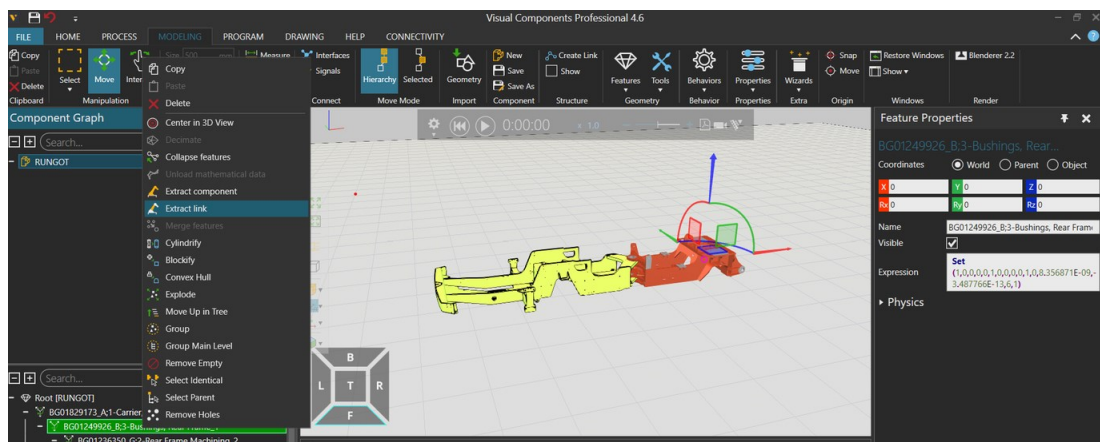 Visual Components Professional 4.6
FILE HOME PROCESS MODELING PROGRAM DRAWING HELP CONNECTIVITY
Copy
Paste
Delete
Clipboard
Select
Move
Inter
Manipulation
Size 500 mm
Measure
Interfaces
Signals
Connect
Hierarchy
Selected
Move Mode
Geometry
Import
New
Save
Save As
Component
Create Link
Show
Structure
Features
Tools
Geometry
Behaviors
Behavior
Properties
Properties
Wizards
Extra
Snap
Move
Origin
Restore Windows
Show
Windows
Blenderer 2.2
Render
Component Graph
Search...
RUNGOT
Copy
Paste
Delete
Center in 3D View
Decimate
Collapse features
Unload mathematical data
Extract component
Extract link
Merge features
Cylindrify
Blockify
Convex Hull
Explode
Move Up in Tree
Group
Group Main Level
Remove Empty
Select Identical
Select Parent
Remove Holes
Search...
Root [RUNGOT]
BG01829173_A;1-Carrier,
BG01249926_B;3-Bushings, Rear Frame_1
BG01236350_G;2-Rear Frame Machining_2
0:00:00
x 1.0
B
L T R
F
Feature Properties
BG01249926_B;3-Bushings, Rear...
Coordinates World Parent Object
X 0 Y 0 Z 0
Rx 0 Ry 0 Rz 0
Name BG01249926_B;3-Bushings, Rear Frame
Visible
Expression
Set
(1,0,0,0,0,1,0,0,0,0,1,0,8.356871E-09,-
3.487766E-13,6,1)
Physics